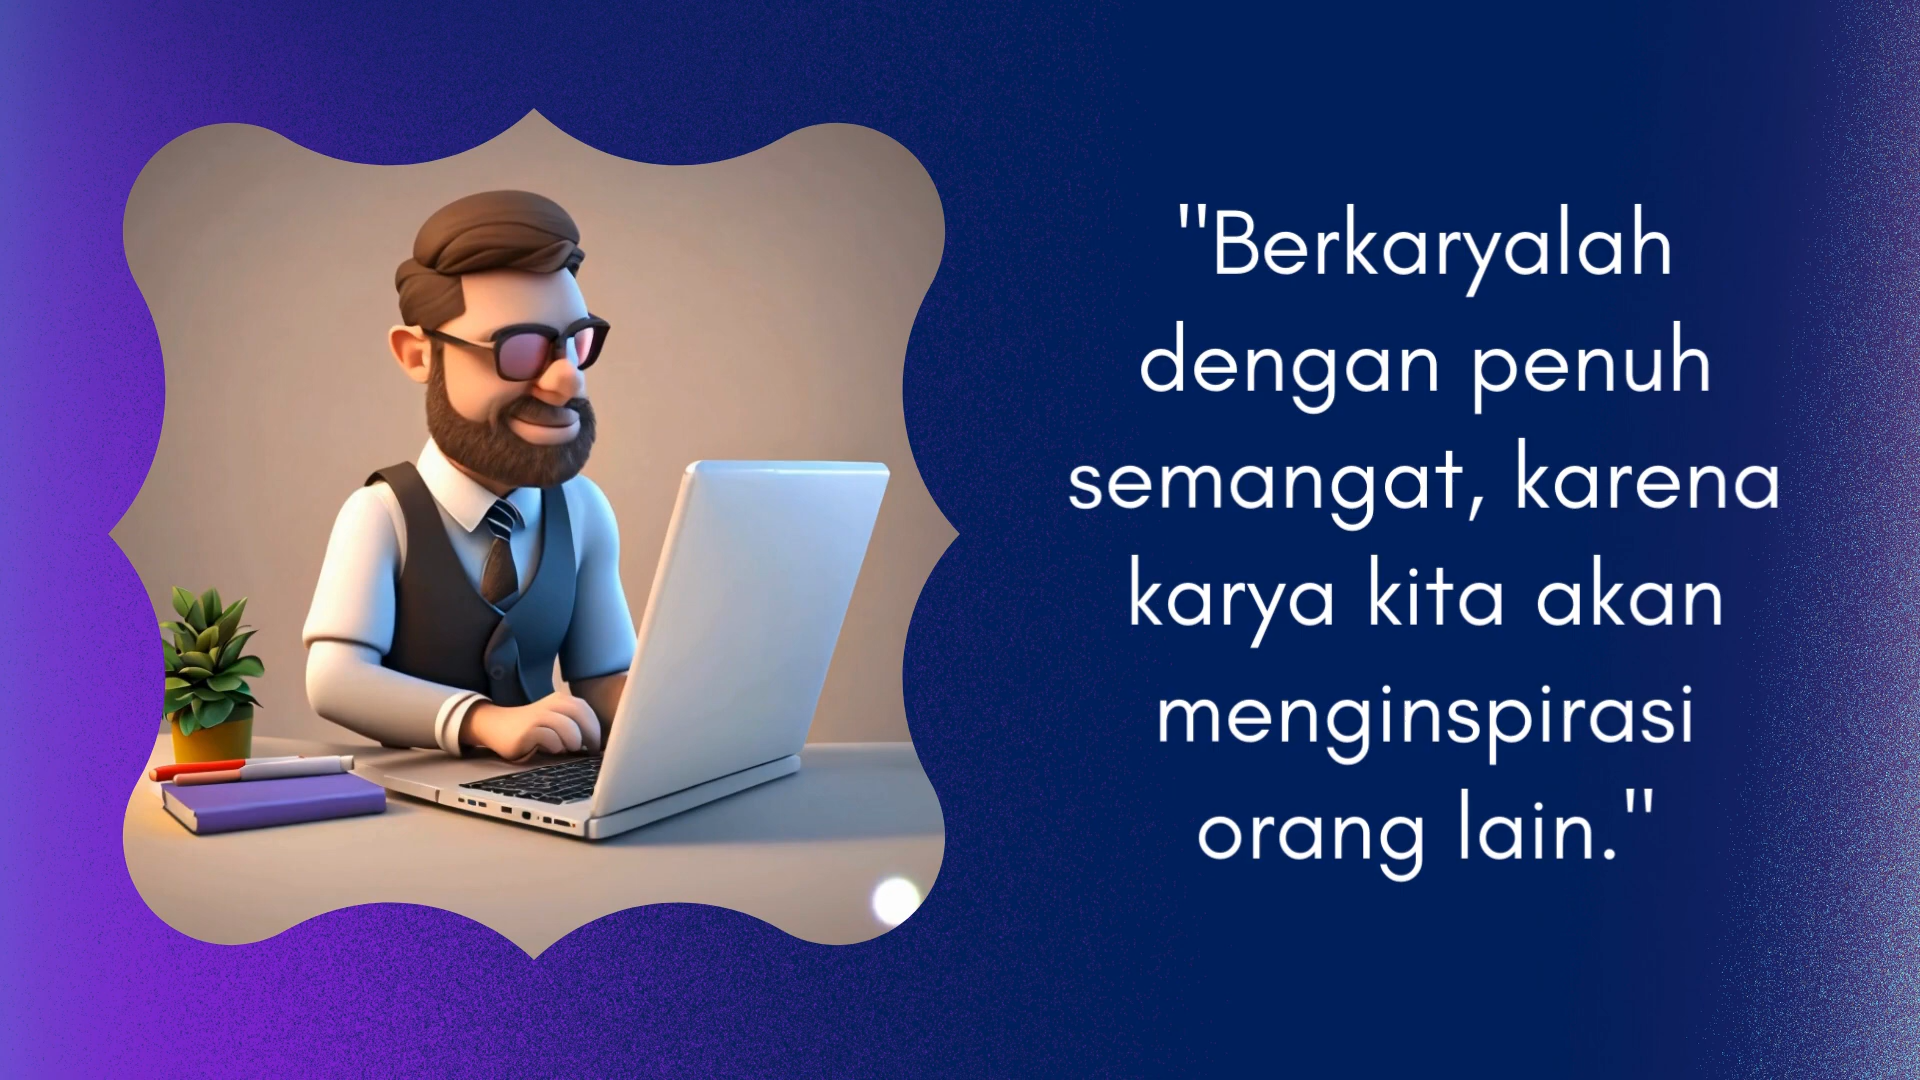 "Berkaryalah
dengan penuh
semangat, karena
karya kita akan
menginspirasi
orang lain."